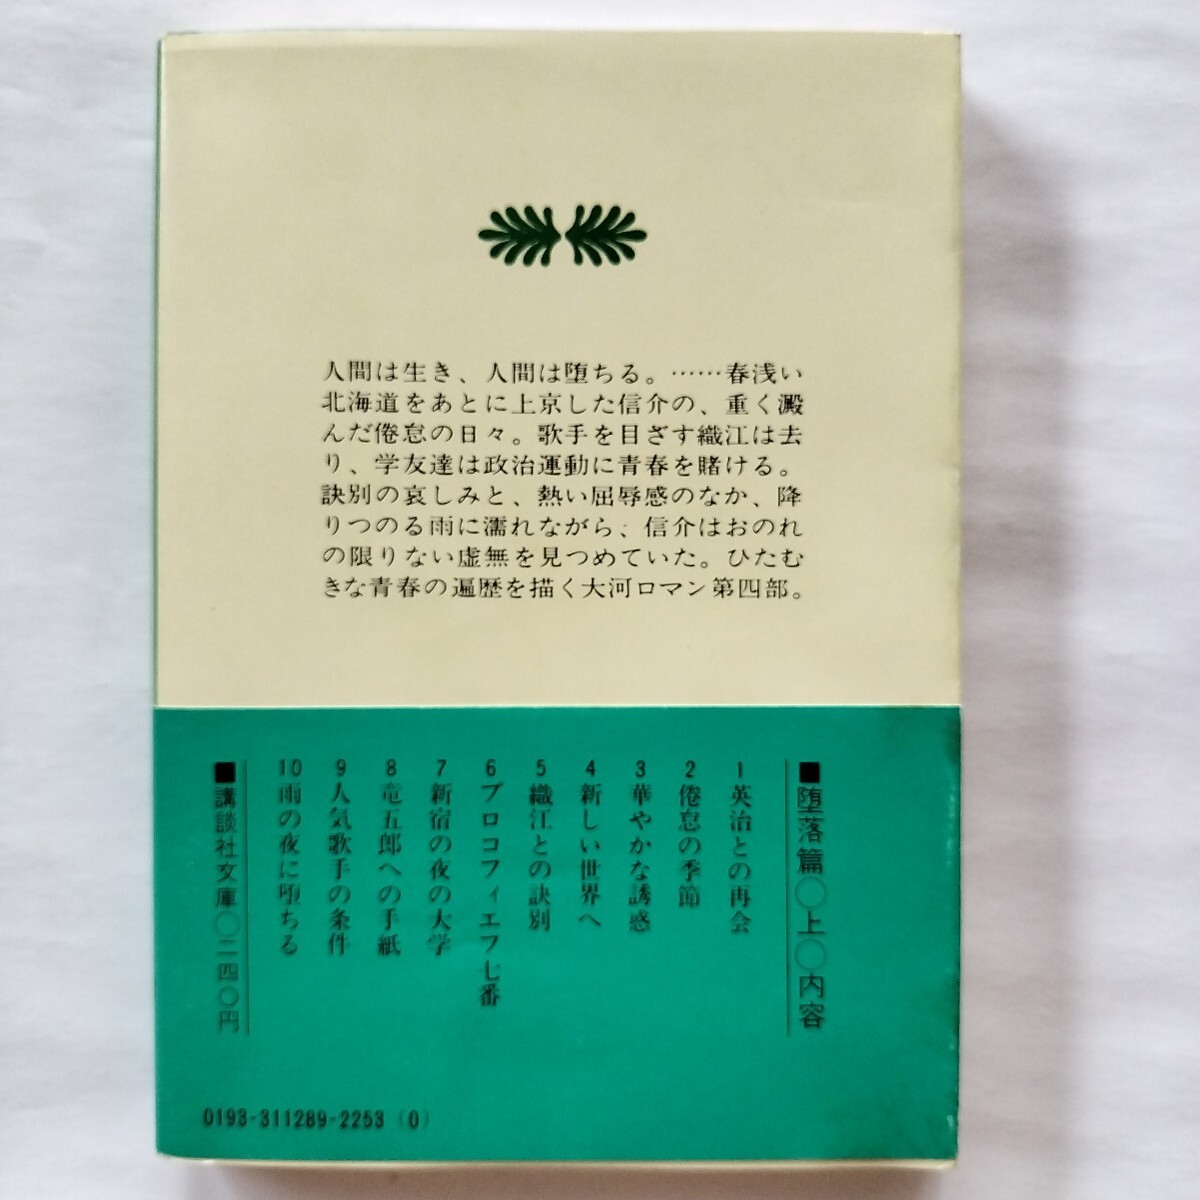 人間は生き、人間は堕ちる。……春浅い
北海道をあとに上京した信介の、重く澱
んだ倦怠の日々。歌手を目ざす織江は去
り、学友達は政治運動に青春を賭ける。
訣別の哀しみと、熱い屈辱感のなか、降
りつのる雨に濡れながら、信介はおのれ
の限りない虚無を見つめていた。ひたむ
きな青春の遍歴を描く大河ロマン第四部。
■堕落篇〇上〇内容
1 英治との再会
2 倦怠の季節
3 華やかな誘惑
4 新しい世界へ
5 織江との訣別
6 プロコフィエフ七番
7 新宿の夜の大学
8 竜五郎への手紙
9 人気歌手の条件
10 雨の夜に堕ちる
■講談社文庫〇二四〇円
0193-311289-2253 (0)